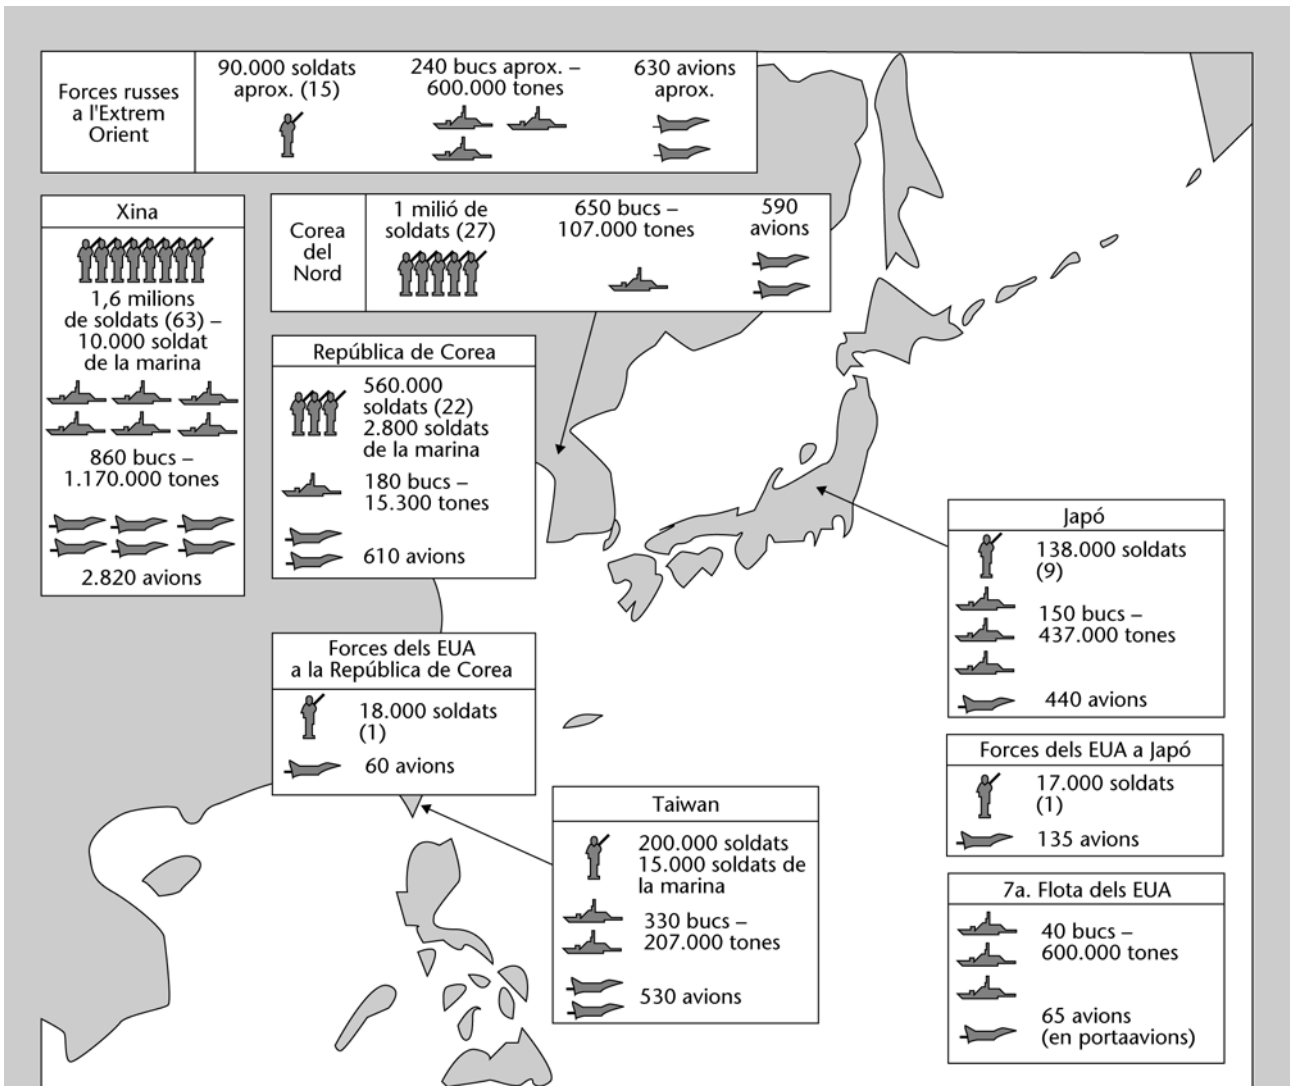 Forces russes
a l'Extrem
Orient
90.000 soldats
aprox. (15)
240 bucs aprox. –
600.000 tones
630 avions
aprox.
Xina
1,6 milions
de soldats (63) –
10.000 soldat
de la marina
860 bucs –
1.170.000 tones
2.820 avions
Corea
del
Nord
1 milió de
soldats (27)
650 bucs –
107.000 tones
590
avions
República de Corea
560.000
soldats (22)
2.800 soldats
de la marina
180 bucs –
15.300 tones
610 avions
Forces dels EUA
a la República de Corea
18.000 soldats
(1)
60 avions
Taiwan
200.000 soldats
15.000 soldats de
la marina
330 bucs –
207.000 tones
530 avions
Japó
138.000 soldats
(9)
150 bucs –
437.000 tones
440 avions
Forces dels EUA a Japó
17.000 soldats
(1)
135 avions
7a. Flota dels EUA
40 bucs –
600.000 tones
65 avions
(en portaavions)